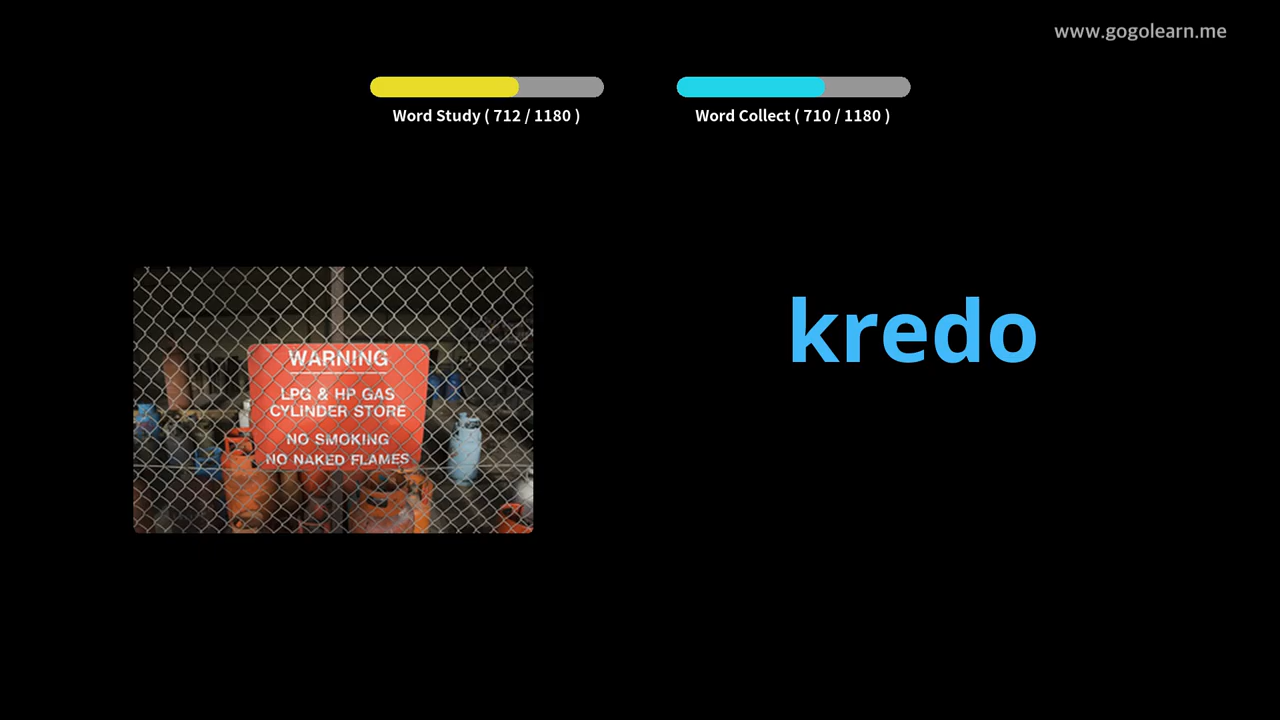 www.gogolearn.me
Word Study ( 712 / 1180 )
Word Collect ( 710 / 1180 )
WARNING
LPG & HP GAS
CYLINDER STORE
NO SMOKING
NO NAKED FLAMES
kredo